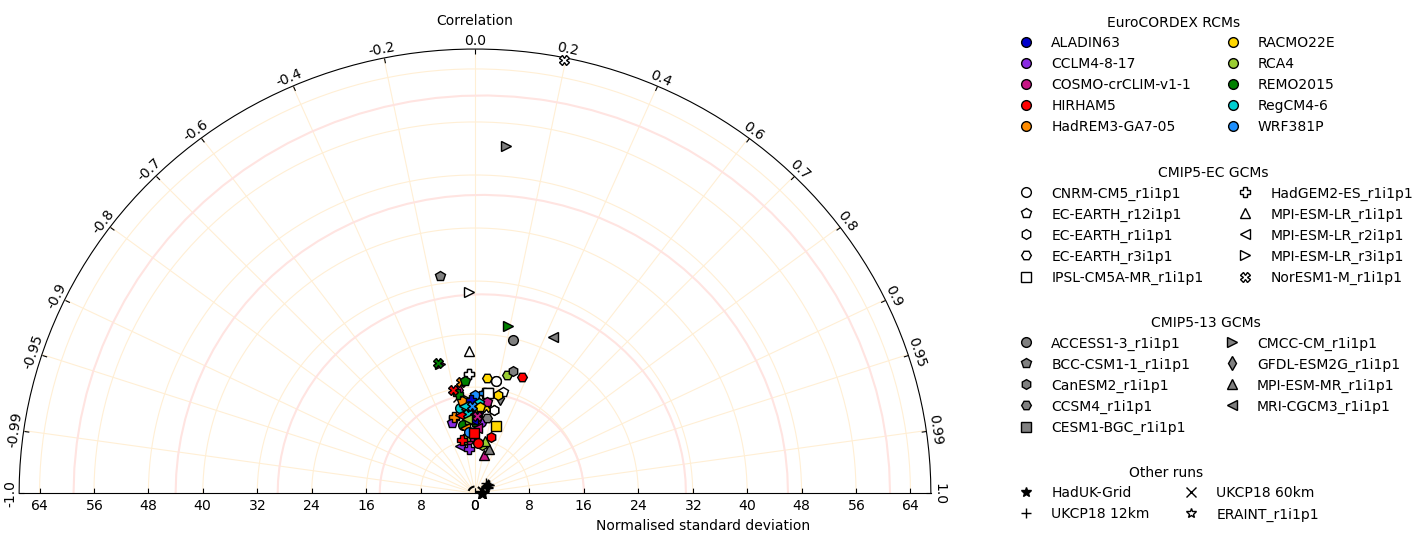 Correlation
-1.0
-0.99
-0.95
-0.9
-0.8
-0.7
-0.6
-0.4
-0.2
0.0
0.2
0.4
0.6
0.7
0.8
0.9
0.95
0.99
1.0
64 56 48 40 32 24 16 8 0 8 16 24 32 40 48 56 64
Normalised standard deviation
EuroCORDEX RCMs
ALADIN63
CCLM4-8-17
COSMO-crCLIM-v1-1
HIRHAM5
HadREM3-GA7-05
RACMO22E
RCA4
REMO2015
RegCM4-6
WRF381P
CMIP5-EC GCMs
CNRM-CM5_r1i1p1
EC-EARTH_r12i1p1
EC-EARTH_r1i1p1
EC-EARTH_r3i1p1
IPSL-CM5A-MR_r1i1p1
HadGEM2-ES_r1i1p1
MPI-ESM-LR_r1i1p1
MPI-ESM-LR_r2i1p1
MPI-ESM-LR_r3i1p1
NorESM1-M_r1i1p1
CMIP5-13 GCMs
ACCESS1-3_r1i1p1
BCC-CSM1-1_r1i1p1
CanESM2_r1i1p1
CCSM4_r1i1p1
CESM1-BGC_r1i1p1
CMCC-CM_r1i1p1
GFDL-ESM2G_r1i1p1
MPI-ESM-MR_r1i1p1
MRI-CGCM3_r1i1p1
Other runs
HadUK-Grid
UKCP18 12km
UKCP18 60km
ERAINT_r1i1p1